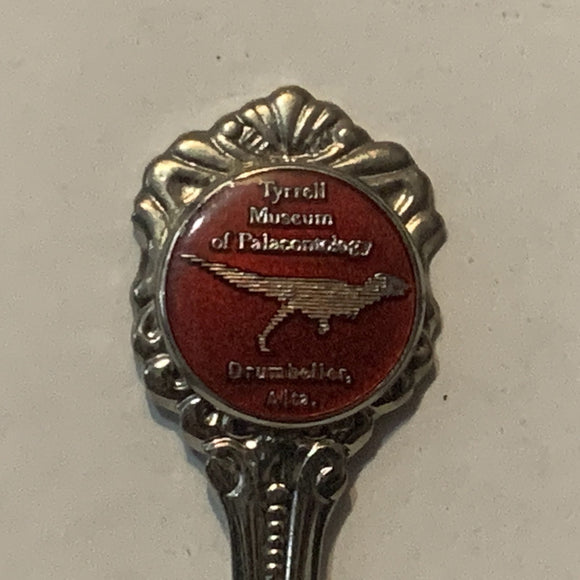 Tyrrell
Museum
of Palaeontology
Drumheller,
Alta.